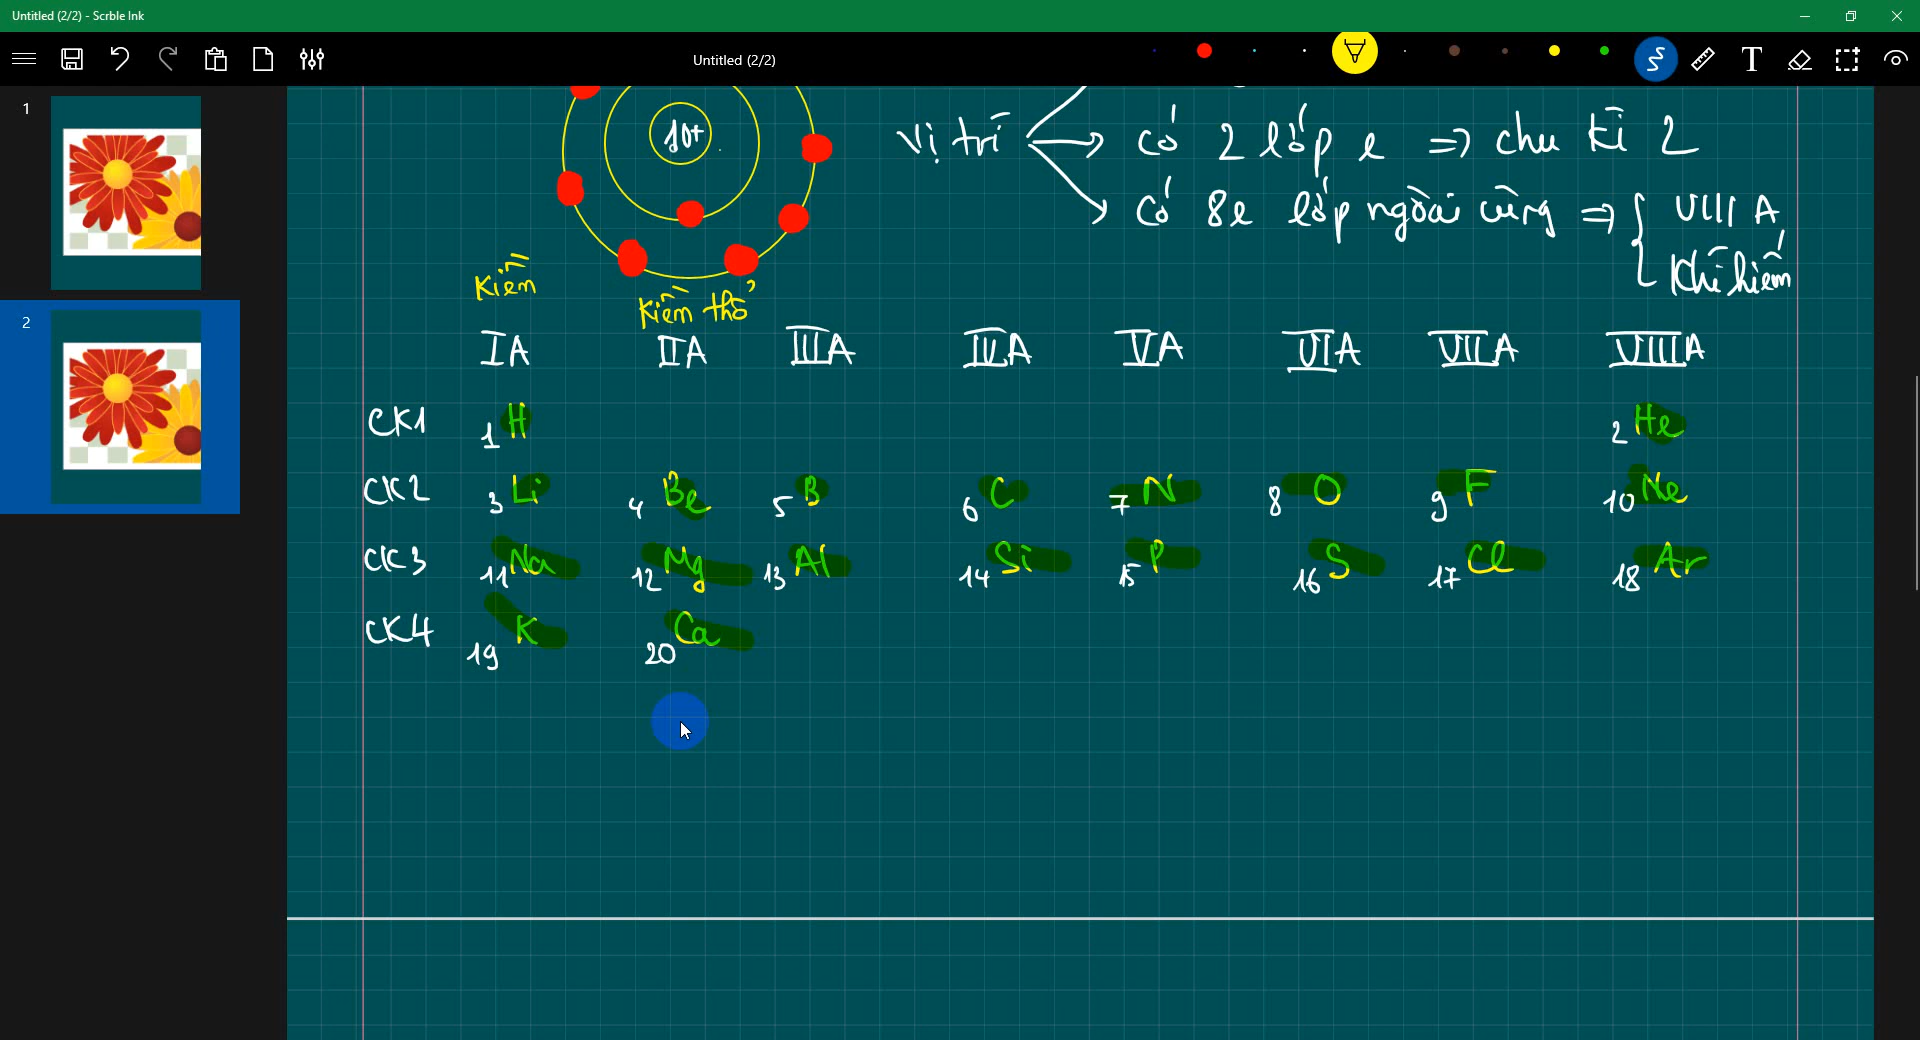 Untitled (2/2) - Scrble Ink
Untitled (2/2)
T
1
2
10+
Vị trí
có 2 lớp e => chu kì 2
có 8e lớp ngoài cùng => { VIII A
Khí hiếm
Kiềm
Kiềm thổ
IA IIA IIIA IVA VA VIA VIIA VIIIA
CK1 1 H 2 He
CK2 3 Li 4 Be 5 B 6 C 7 N 8 O 9 F 10 Ne
CK3 11 Na 12 Mg 13 Al 14 Si 15 P 16 S 17 Cl 18 Ar
CK4 19 K 20 Ca